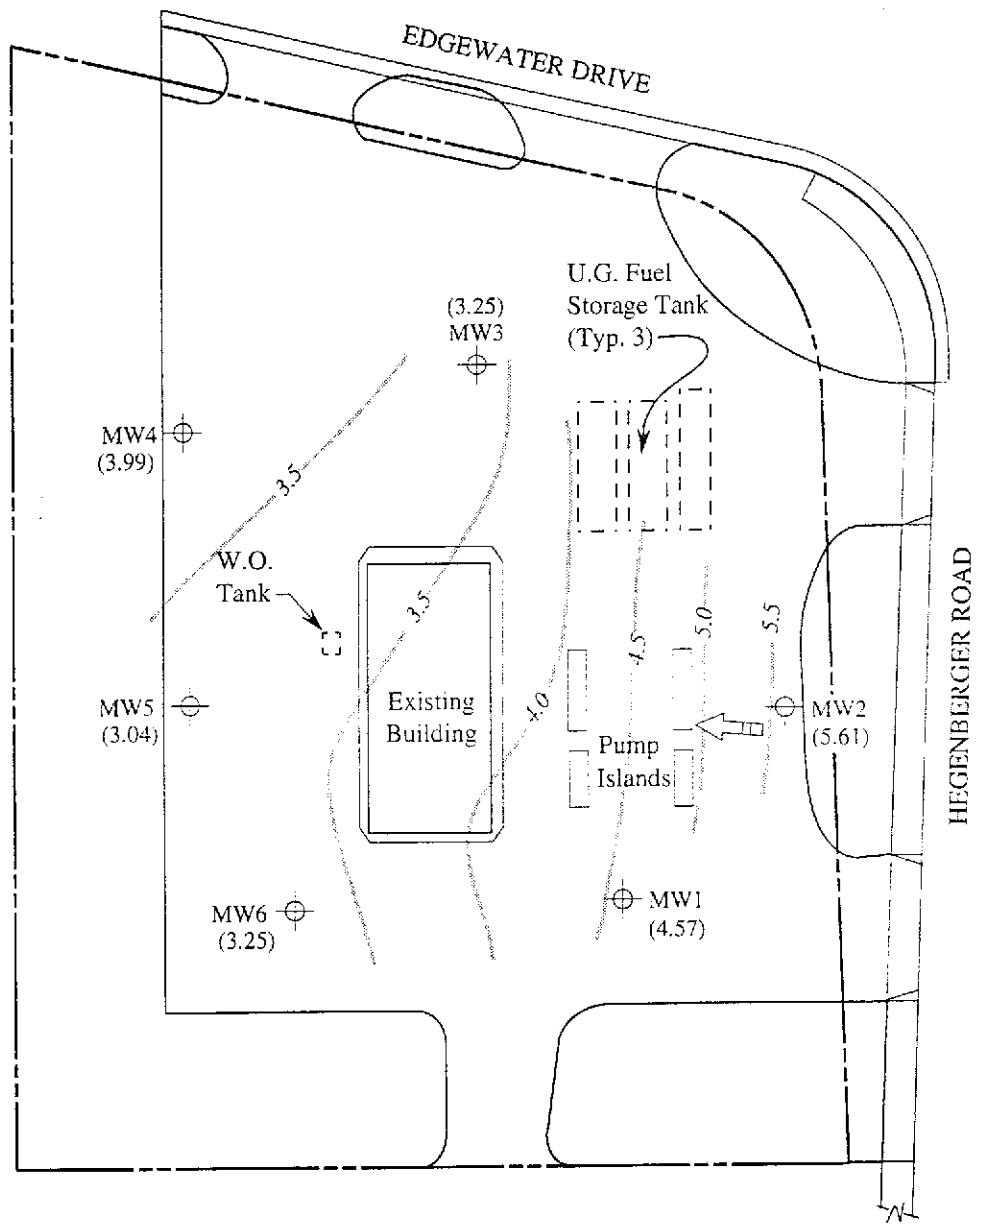 EDGEWATER DRIVE
U.G. Fuel
Storage Tank
(Typ. 3)
(3.25)
MW3
MW4
(3.99)
3.5
W.O.
Tank
3.5
4.0
4.5
5.0
5.5
MW5
(3.04)
Existing
Building
Pump
Islands
MW2
(5.61)
HEGENBERGER ROAD
MW6
(3.25)
MW1
(4.57)